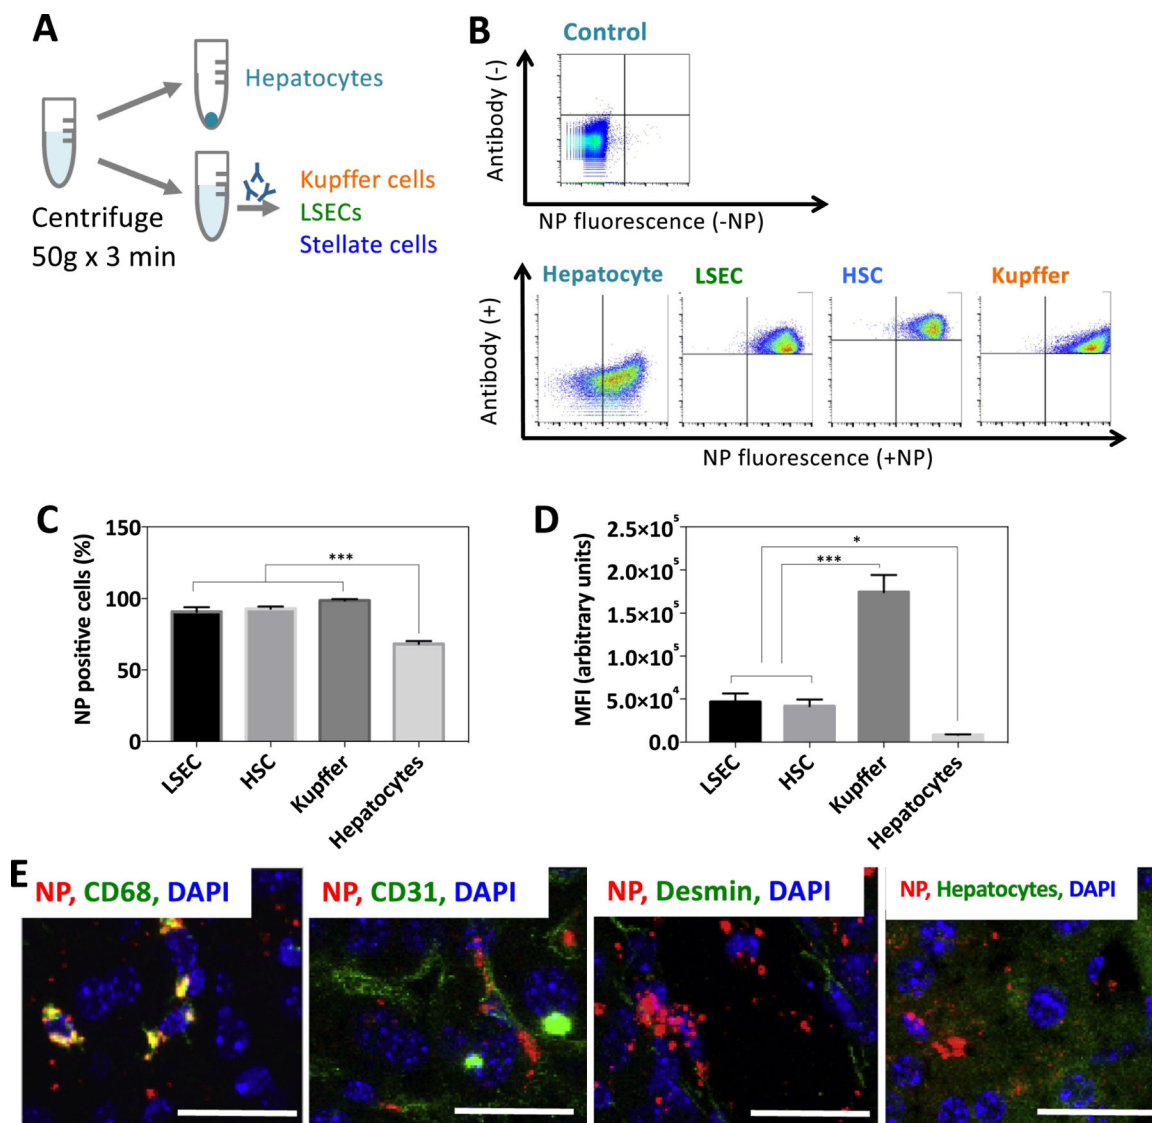 A
Hepatocytes
Kupffer cells
LSECs
Stellate cells
Centrifuge
50g x 3 min
B
Control
Antibody (-)
NP fluorescence (-NP)
Hepatocyte
LSEC
HSC
Kupffer
Antibody (+)
NP fluorescence (+NP)
C
NP positive cells (%)
150
100
50
0
***
LSEC
HSC
Kupffer
Hepatocytes
D
MFI (arbitrary units)
2.5×10⁵
2.0×10⁵
1.5×10⁵
1.0×10⁵
5.0×10⁴
0.0
*
***
LSEC
HSC
Kupffer
Hepatocytes
E
NP, CD68, DAPI
NP, CD31, DAPI
NP, Desmin, DAPI
NP, Hepatocytes, DAPI